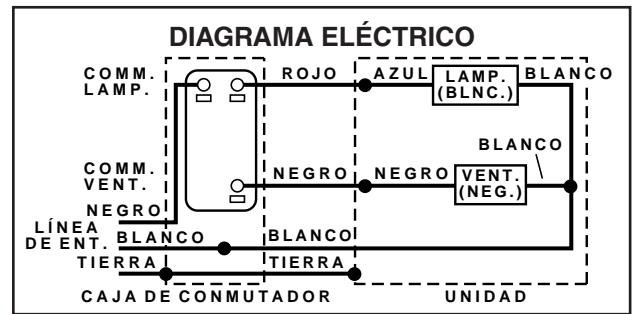 DIAGRAMA ELÉCTRICO
COMM. LAMP.
ROJO
AZUL
LAMP. (BLNC.)
BLANCO
BLANCO
COMM. VENT.
NEGRO
NEGRO
VENT. (NEG.)
NEGRO
LÍNEA DE ENT.
BLANCO
BLANCO
TIERRA
TIERRA
CAJA DE CONMUTADOR
UNIDAD